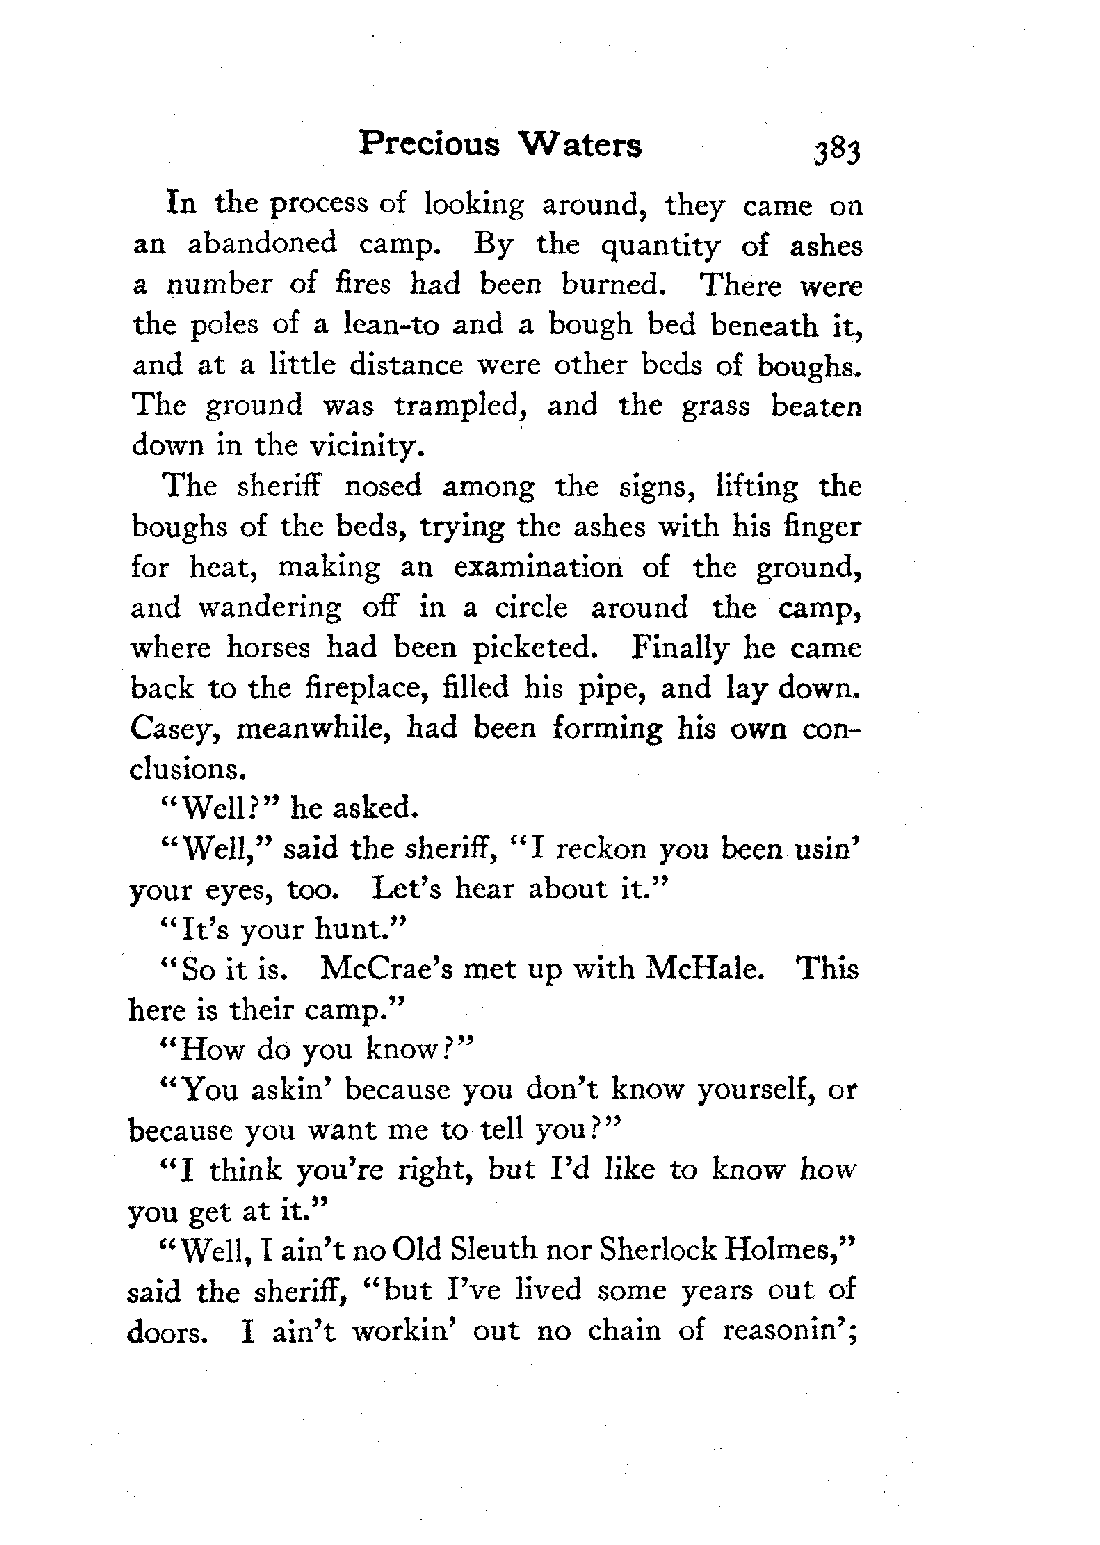 Precious Waters 383
In the process of looking around, they came on
an abandoned camp. By the quantity of ashes
a number of fires had been burned. There were
the poles of a lean-to and a bough bed beneath it,
and at a little distance were other beds of boughs.
The ground was trampled, and the grass beaten
down in the vicinity.
The sheriff nosed among the signs, lifting the
boughs of the beds, trying the ashes with his finger
for heat, making an examination of the ground,
and wandering off in a circle around the camp,
where horses had been picketed. Finally he came
back to the fireplace, filled his pipe, and lay down.
Casey, meanwhile, had been forming his own con-
clusions.
“Well?” he asked.
“Well,” said the sheriff, “I reckon you been usin’
your eyes, too. Let’s hear about it.”
“It’s your hunt.”
“So it is. McCrae’s met up with McHale. This
here is their camp.”
“How do you know?”
“You askin’ because you don’t know yourself, or
because you want me to tell you?”
“I think you’re right, but I’d like to know how
you get at it.”
“Well, I ain’t no Old Sleuth nor Sherlock Holmes,”
said the sheriff, “but I’ve lived some years out of
doors. I ain’t workin’ out no chain of reasonin’;